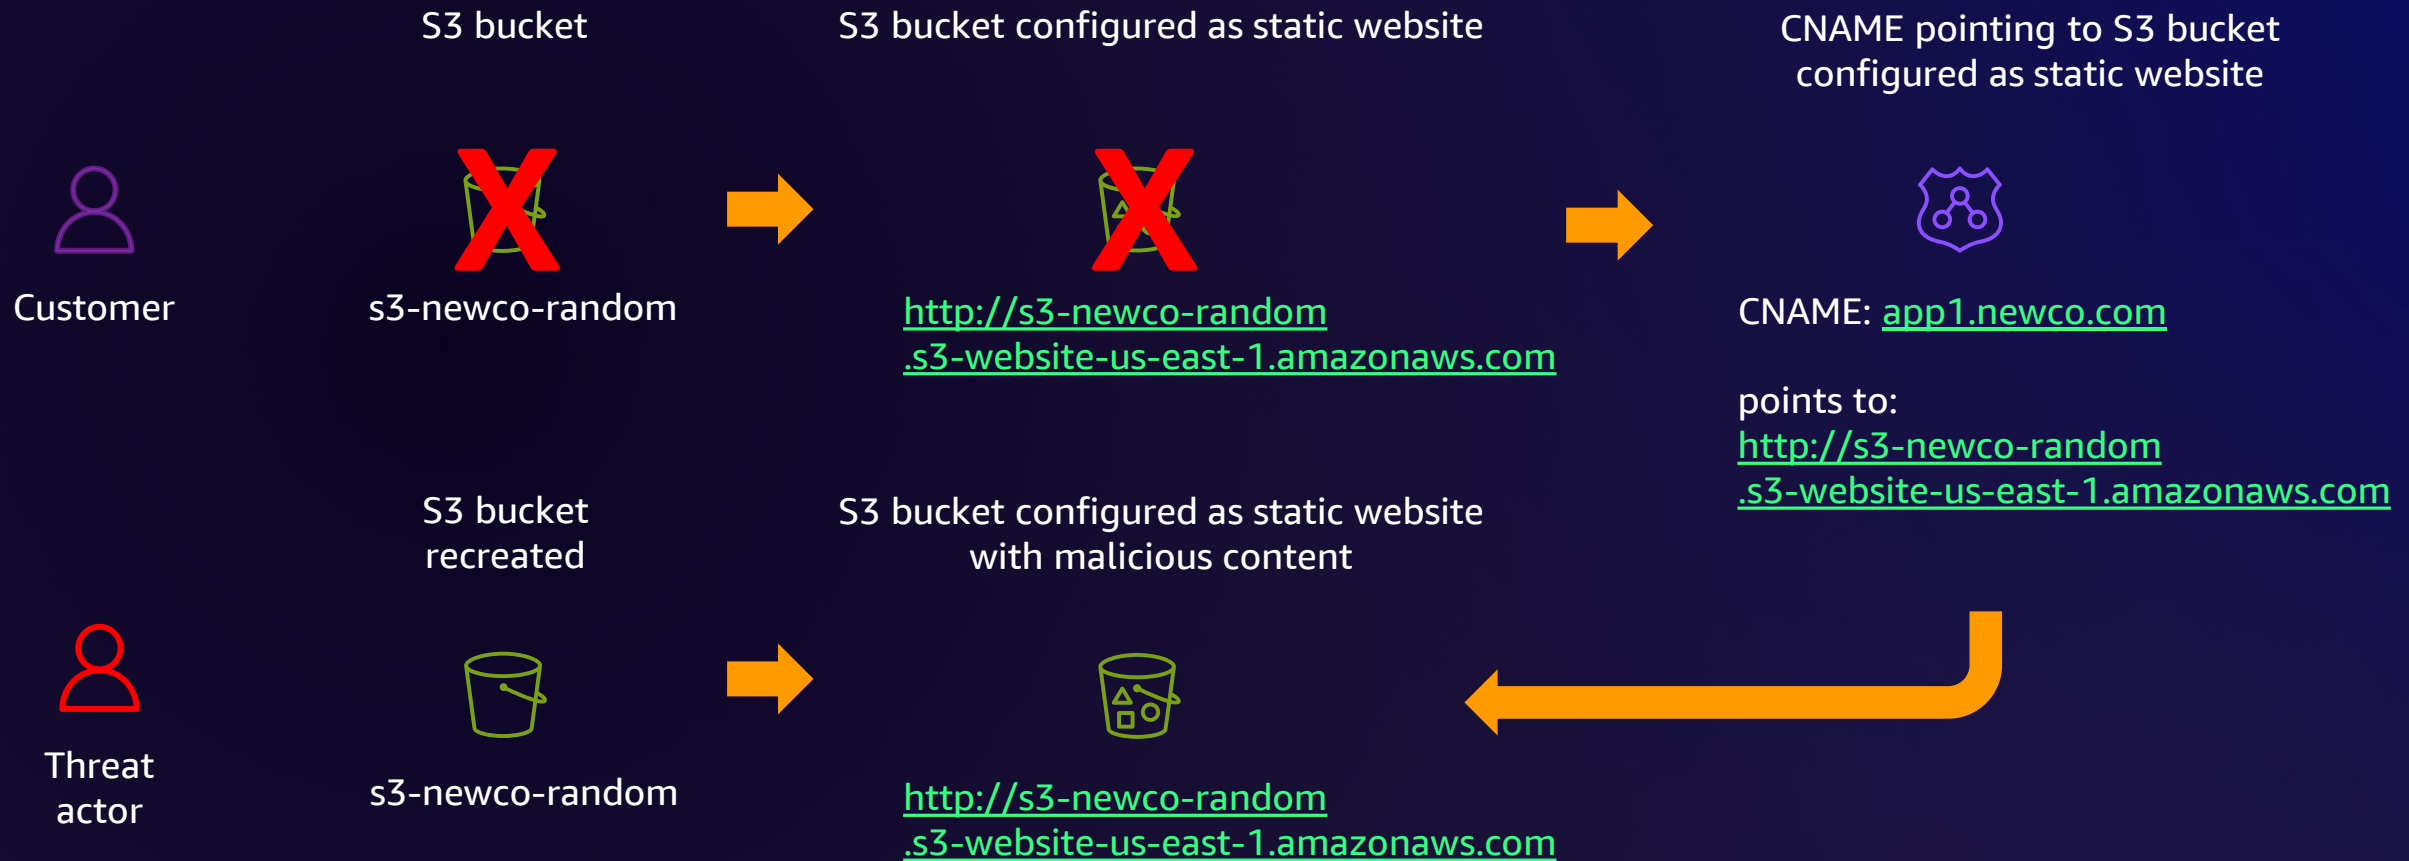 S3 bucket
S3 bucket configured as static website
CNAME pointing to S3 bucket
configured as static website
Customer
s3-newco-random
http://s3-newco-random
.s3-website-us-east-1.amazonaws.com
CNAME: app1.newco.com
points to:
http://s3-newco-random
.s3-website-us-east-1.amazonaws.com
S3 bucket
recreated
S3 bucket configured as static website
with malicious content
Threat
actor
s3-newco-random
http://s3-newco-random
.s3-website-us-east-1.amazonaws.com